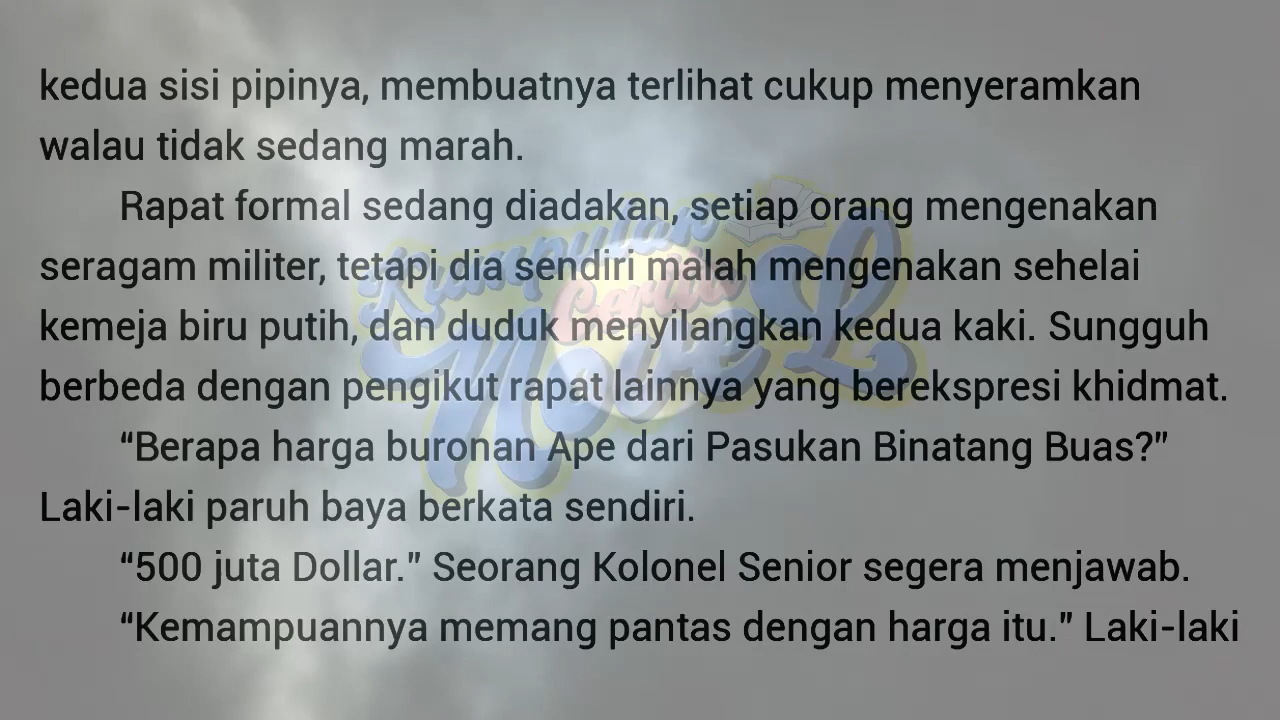 kedua sisi pipinya, membuatnya terlihat cukup menyeramkan
walau tidak sedang marah.
Rapat formal sedang diadakan, setiap orang mengenakan
seragam militer, tetapi dia sendiri malah mengenakan sehelai
kemeja biru putih, dan duduk menyilangkan kedua kaki. Sungguh
berbeda dengan pengikut rapat lainnya yang berekspresi khidmat.
“Berapa harga buronan Ape dari Pasukan Binatang Buas?”
Laki-laki paruh baya berkata sendiri.
“500 juta Dollar.” Seorang Kolonel Senior segera menjawab.
“Kemampuannya memang pantas dengan harga itu.” Laki-laki
Kumpulan
Cerita
Novel